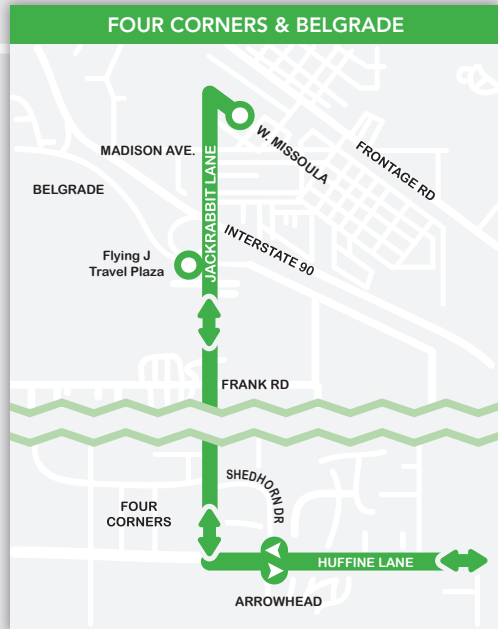 FOUR CORNERS & BELGRADE
W. MISSOULA
MADISON AVE.
FRONTAGE RD
BELGRADE
JACKRABBIT LANE
INTERSTATE 90
Flying J
Travel Plaza
FRANK RD
SHEDHORN DR
FOUR
CORNERS
HUFFINE LANE
ARROWHEAD